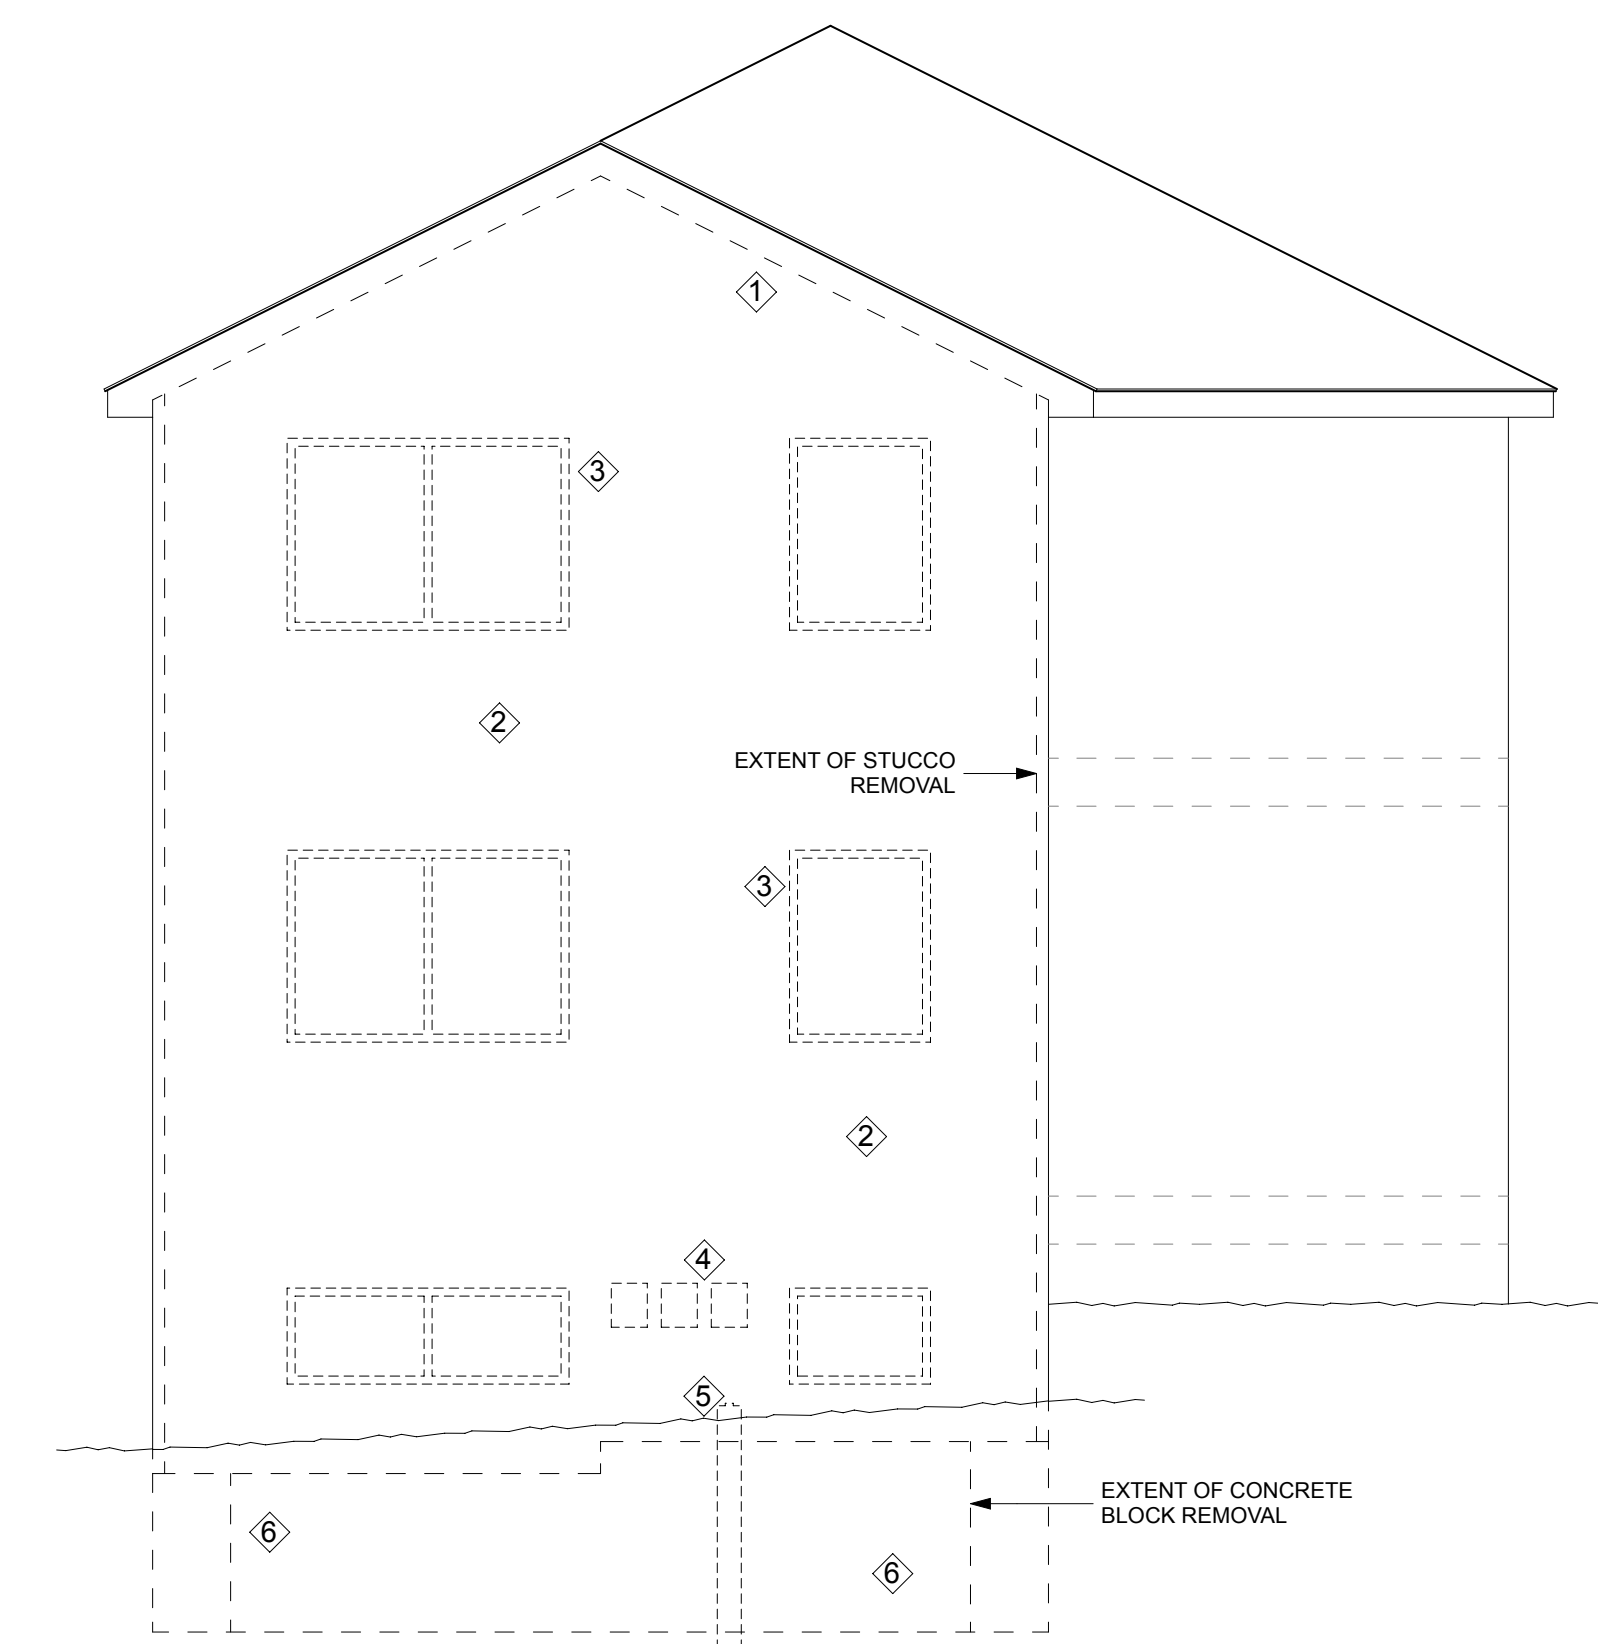 1
3
2
EXTENT OF STUCCO
REMOVAL
3
2
4
5
EXTENT OF CONCRETE
BLOCK REMOVAL
6
6